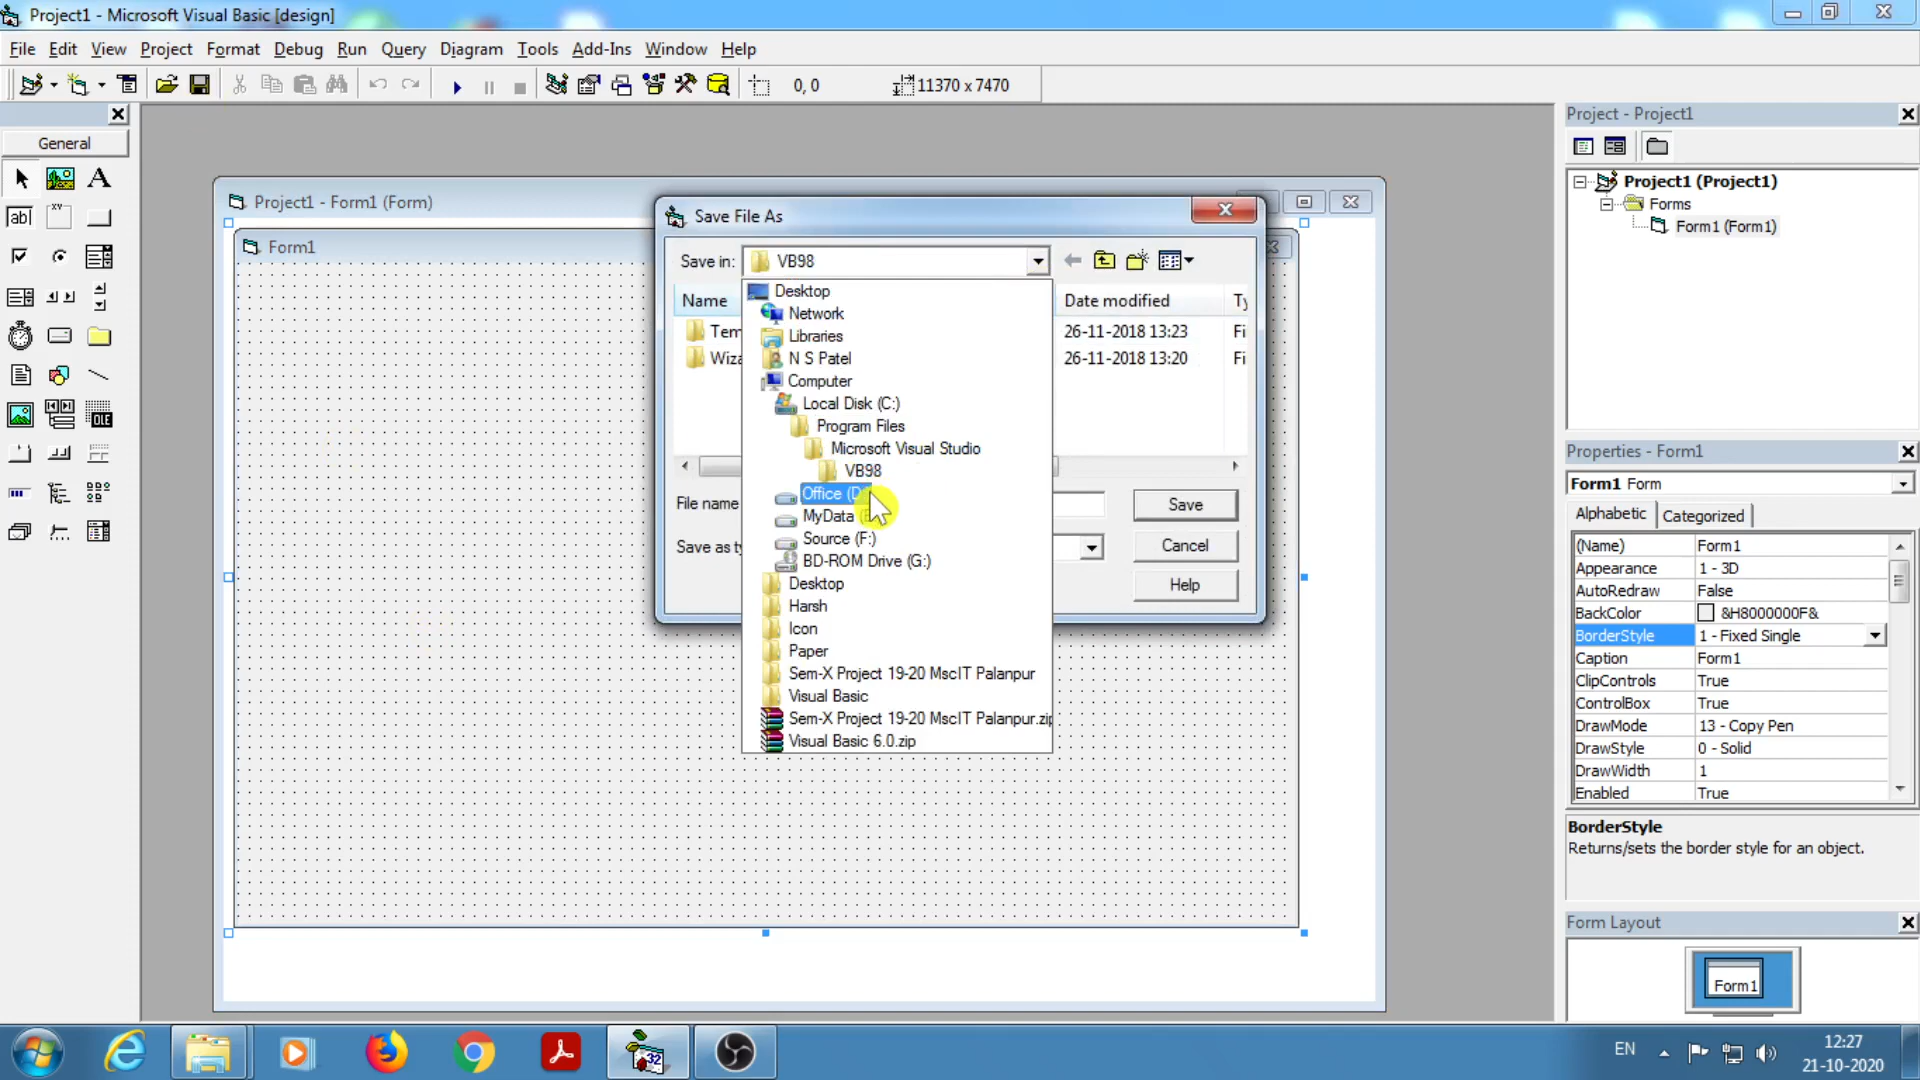 Project1 - Microsoft Visual Basic [design]
File Edit View Project Format Debug Run Query Diagram Tools Add-Ins Window Help
0, 0 11370 x 7470
General
Project1 - Form1 (Form)
Form1
Save File As
Save in: VB98
Name Date modified Ty
26-11-2018 13:23 Fi
26-11-2018 13:20 Fi
Desktop
Network
Libraries
N S Patel
Computer
Local Disk (C:)
Program Files
Microsoft Visual Studio
VB98
Office (D:)
MyData
Source (F:)
BD-ROM Drive (G:)
Desktop
Harsh
Icon
Paper
Sem-X Project 19-20 MscIT Palanpur
Visual Basic
Sem-X Project 19-20 MscIT Palanpur.zip
Visual Basic 6.0.zip
File name
Save as
Save
Cancel
Help
Project - Project1
Project1 (Project1)
Forms
Form1 (Form1)
Properties - Form1
Form1 Form
Alphabetic Categorized
(Name) Form1
Appearance 1 - 3D
AutoRedraw False
BackColor &H8000000F&
BorderStyle 1 - Fixed Single
Caption Form1
ClipControls True
ControlBox True
DrawMode 13 - Copy Pen
DrawStyle 0 - Solid
DrawWidth 1
Enabled True
BorderStyle
Returns/sets the border style for an object.
Form Layout
Form1
EN
12:27
21-10-2020